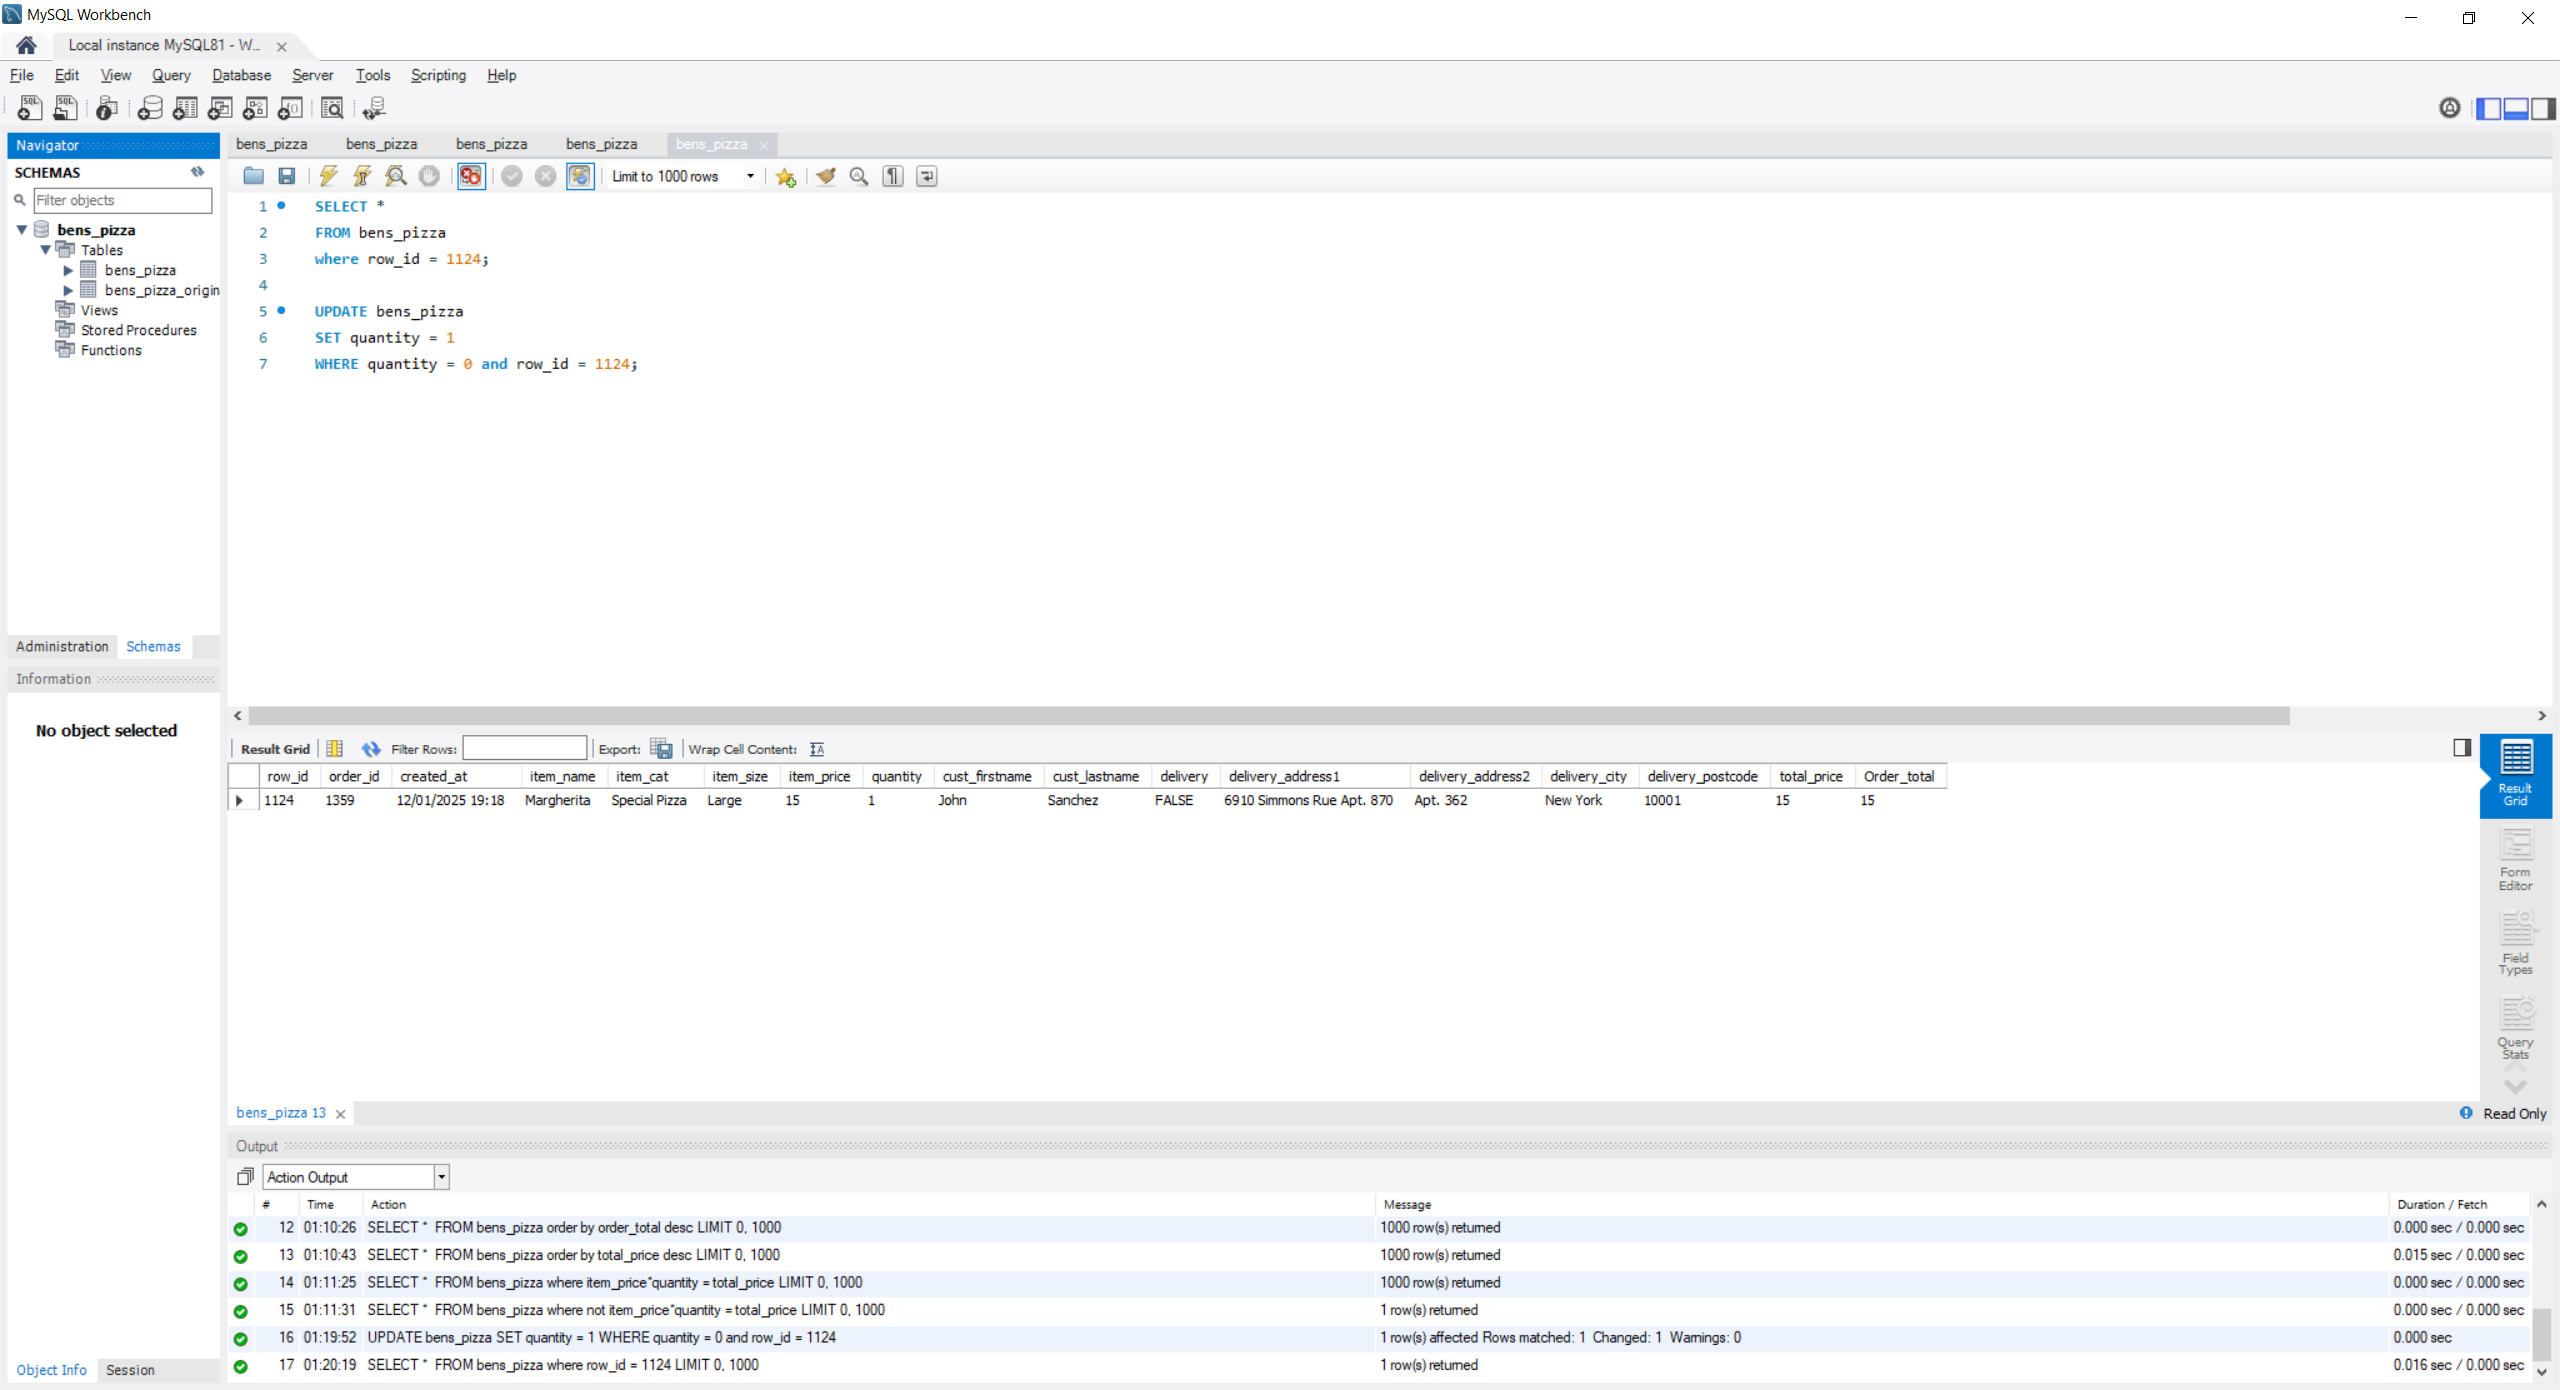 MySQL Workbench
Local instance MySQL81 - W...
File Edit View Query Database Server Tools Scripting Help
Navigator
SCHEMAS
Filter objects
bens_pizza
Tables
bens_pizza
bens_pizza_origin
Views
Stored Procedures
Functions
Administration Schemas
Information
No object selected
Object Info Session
bens_pizza bens_pizza bens_pizza bens_pizza bens_pizza
Limit to 1000 rows
1 SELECT *
2 FROM bens_pizza
3 where row_id = 1124;
4
5 UPDATE bens_pizza
6 SET quantity = 1
7 WHERE quantity = 0 and row_id = 1124;
Result Grid Filter Rows: Export: Wrap Cell Content:
row_id order_id created_at item_name item_cat item_size item_price quantity cust_firstname cust_lastname delivery delivery_address1 delivery_address2 delivery_city delivery_postcode total_price Order_total
1124 1359 12/01/2025 19:18 Margherita Special Pizza Large 15 1 John Sanchez FALSE 6910 Simmons Rue Apt. 870 Apt. 362 New York 10001 15 15
Result
Grid
Form
Editor
Field
Types
Query
Stats
bens_pizza 13
Read Only
Output
Action Output
# Time Action Message Duration / Fetch
12 01:10:26 SELECT * FROM bens_pizza order by order_total desc LIMIT 0, 1000 1000 row(s) returned 0.000 sec / 0.000 sec
13 01:10:43 SELECT * FROM bens_pizza order by total_price desc LIMIT 0, 1000 1000 row(s) returned 0.015 sec / 0.000 sec
14 01:11:25 SELECT * FROM bens_pizza where item_price*quantity = total_price LIMIT 0, 1000 1000 row(s) returned 0.000 sec / 0.000 sec
15 01:11:31 SELECT * FROM bens_pizza where not item_price*quantity = total_price LIMIT 0, 1000 1 row(s) returned 0.000 sec / 0.000 sec
16 01:19:52 UPDATE bens_pizza SET quantity = 1 WHERE quantity = 0 and row_id = 1124 1 row(s) affected Rows matched: 1 Changed: 1 Warnings: 0 0.000 sec
17 01:20:19 SELECT * FROM bens_pizza where row_id = 1124 LIMIT 0, 1000 1 row(s) returned 0.016 sec / 0.000 sec